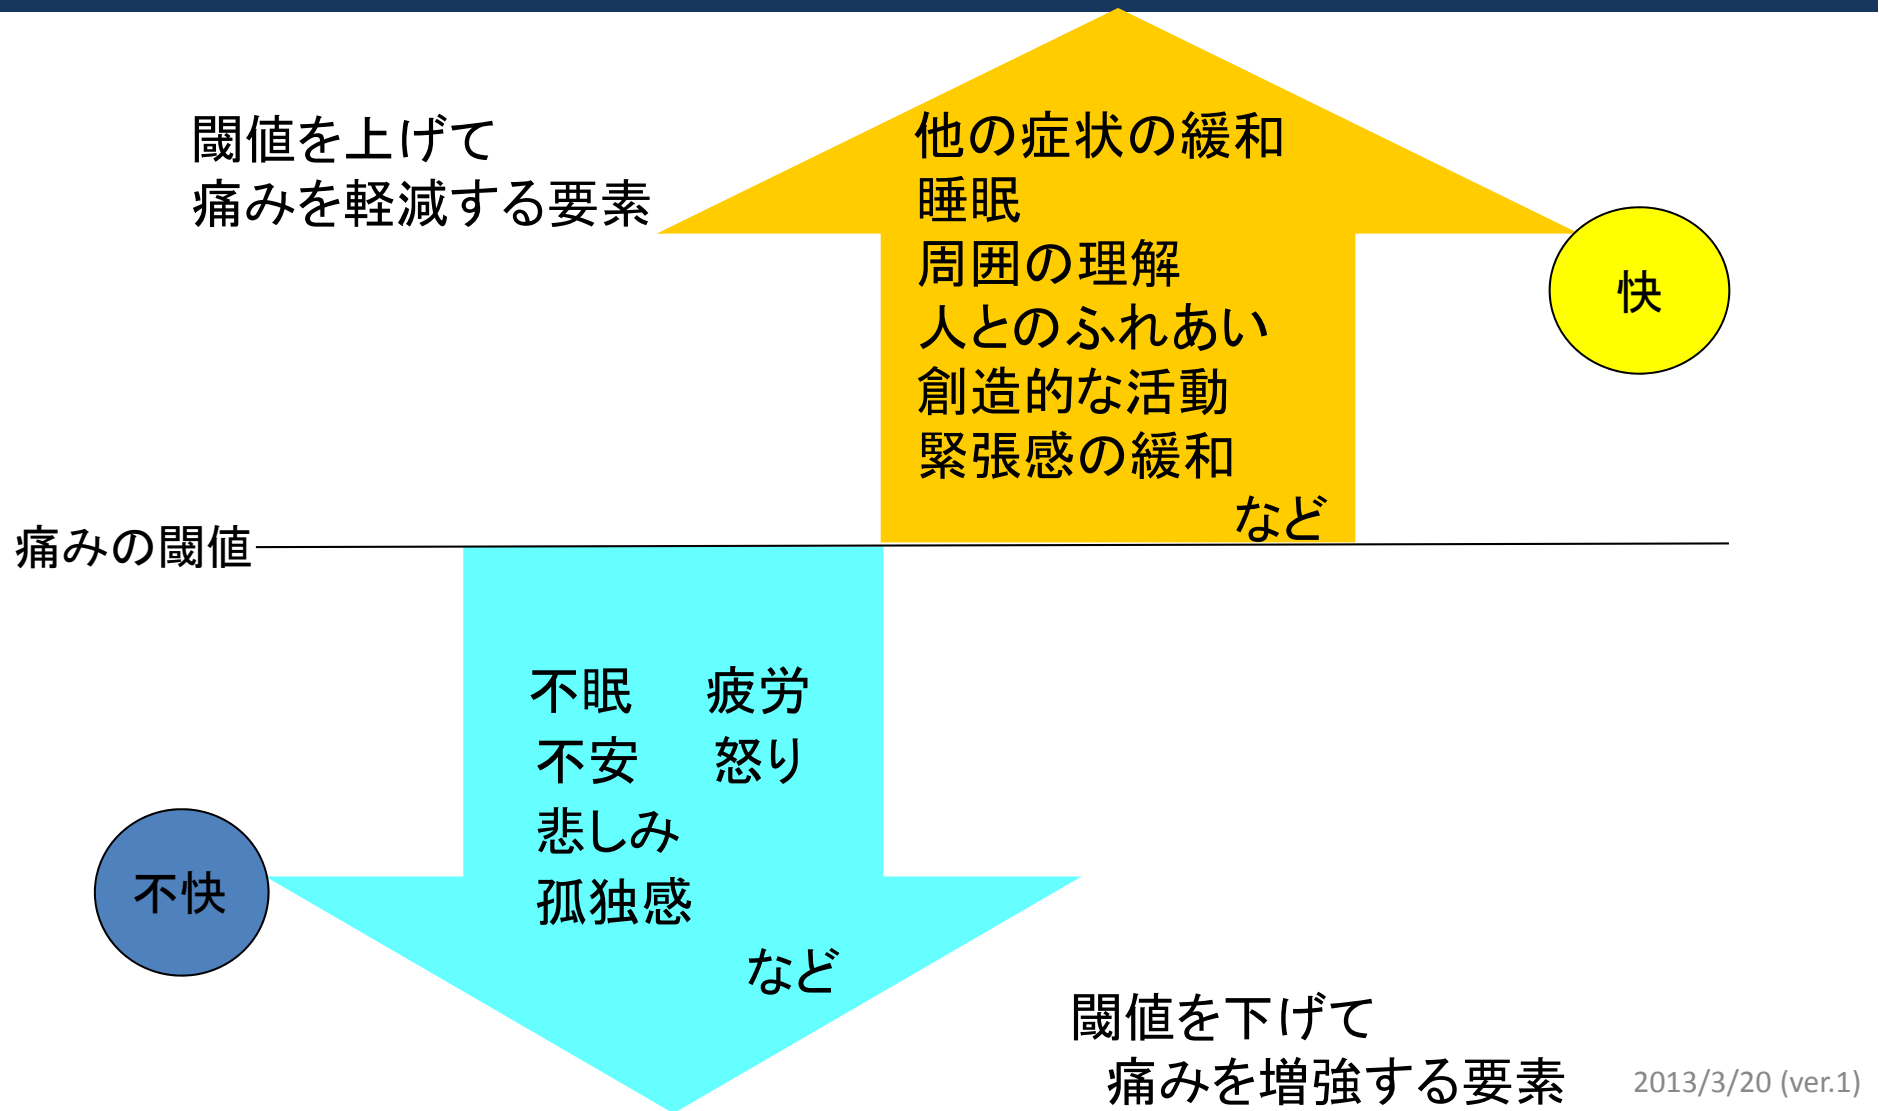 閾値を上げて
痛みを軽減する要素
他の症状の緩和
睡眠
周囲の理解
人とのふれあい
創造的な活動
緊張感の緩和
など
快
痛みの閾値
不眠 疲労
不安 怒り
悲しみ
孤独感
など
不快
閾値を下げて
痛みを増強する要素
2013/3/20 (ver.1)